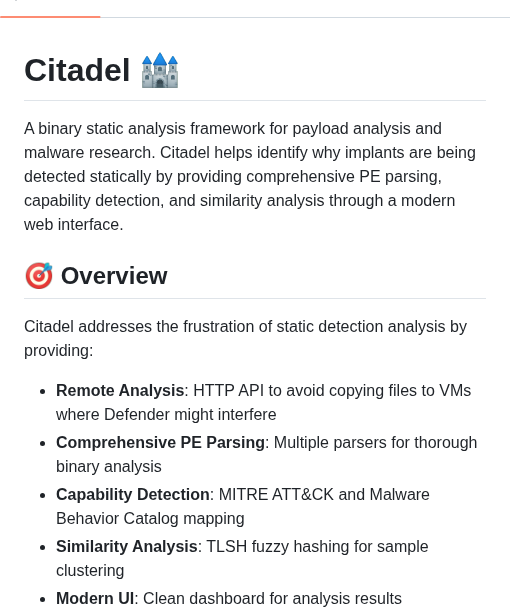 Citadel 🏰
A binary static analysis framework for payload analysis and
malware research. Citadel helps identify why implants are being
detected statically by providing comprehensive PE parsing,
capability detection, and similarity analysis through a modern
web interface.
🎯 Overview
Citadel addresses the frustration of static detection analysis by
providing:
• Remote Analysis: HTTP API to avoid copying files to VMs
where Defender might interfere
• Comprehensive PE Parsing: Multiple parsers for thorough
binary analysis
• Capability Detection: MITRE ATT&CK and Malware
Behavior Catalog mapping
• Similarity Analysis: TLSH fuzzy hashing for sample
clustering
• Modern UI: Clean dashboard for analysis results